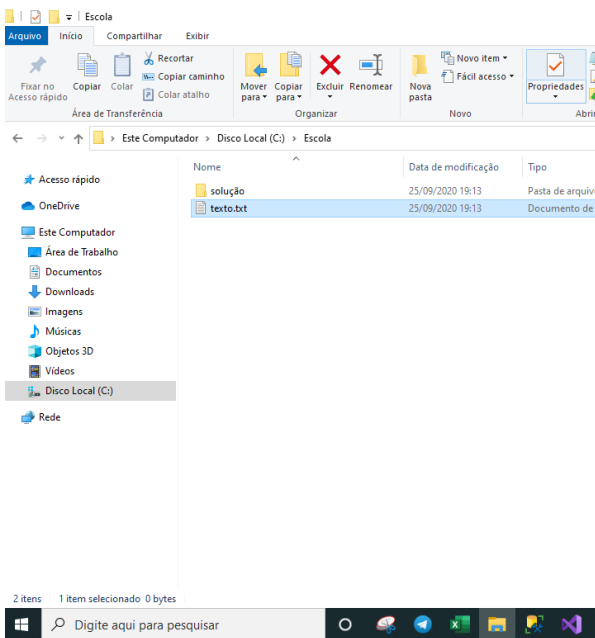 Escola
Arquivo Início Compartilhar Exibir
Fixar no Acesso rápido
Copiar
Colar
Recortar
Copiar caminho
Colar atalho
Mover para
Copiar para
Excluir
Renomear
Nova pasta
Novo item
Fácil acesso
Propriedades
Área de Transferência Organizar Novo Abrir
Este Computador Disco Local (C:) Escola
Nome Data de modificação Tipo
solução 25/09/2020 19:13 Pasta de arquiv
texto.txt 25/09/2020 19:13 Documento de
Acesso rápido
OneDrive
Este Computador
Área de Trabalho
Documentos
Downloads
Imagens
Músicas
Objetos 3D
Vídeos
Disco Local (C:)
Rede
2 itens 1 item selecionado 0 bytes
Digite aqui para pesquisar